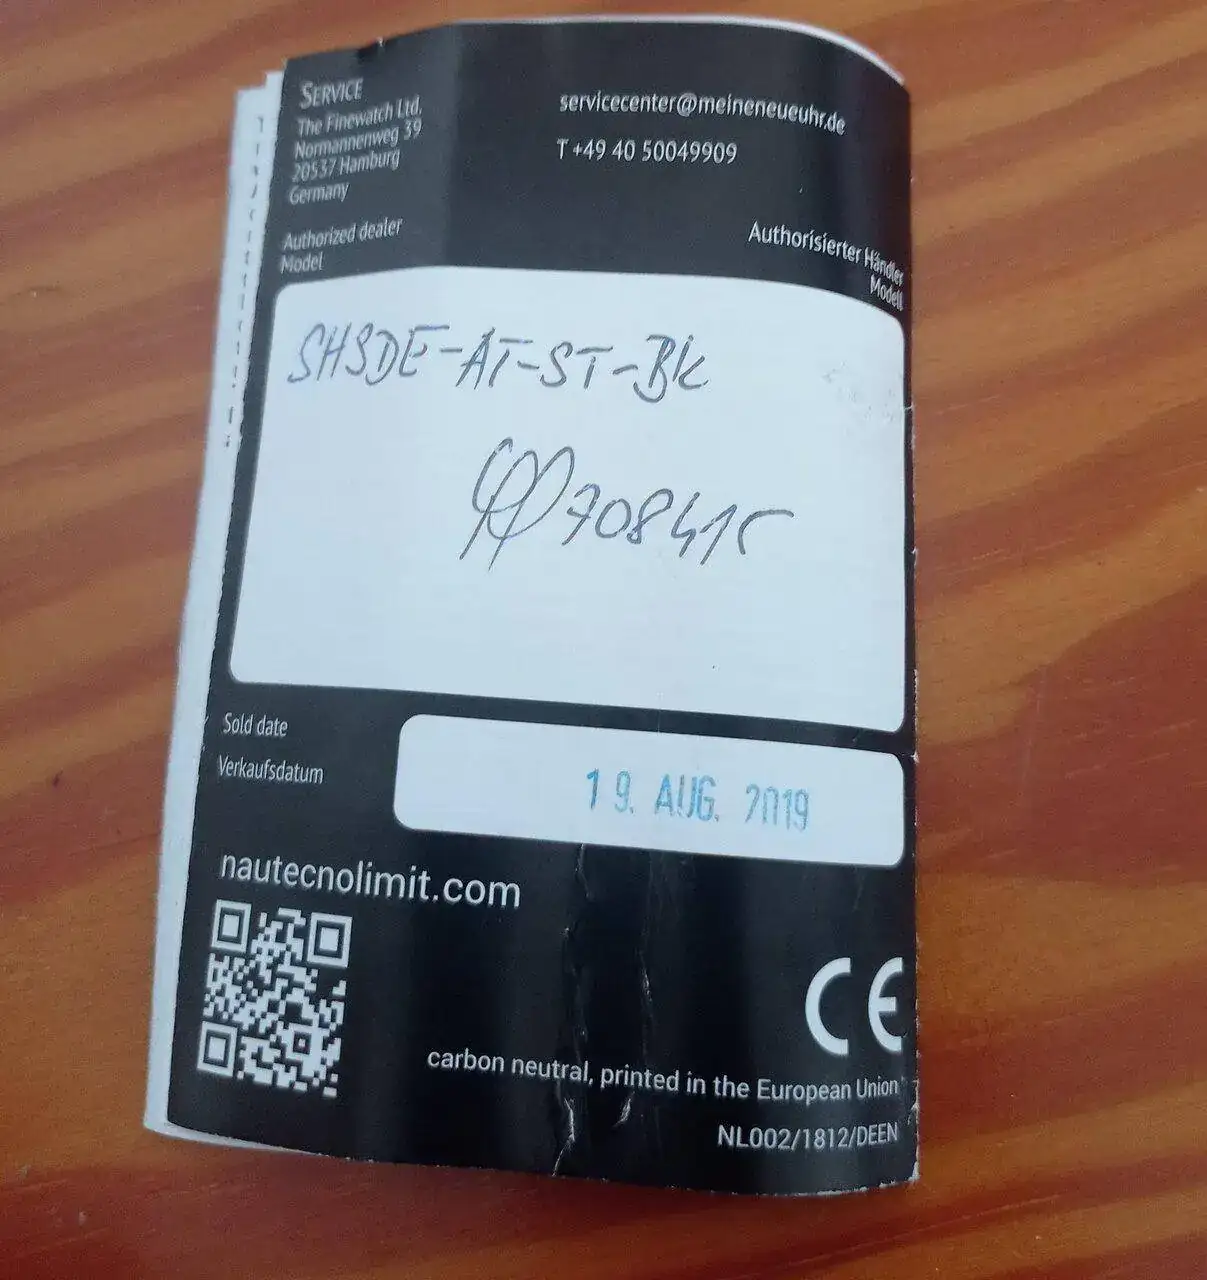 SERVICE
The Finewatch Ltd.
Normannenweg 39
20537 Hamburg
Germany
servicecenter@meineneueuhr.de
T +49 40 50049909
Authorized dealer
Model
Authorisierter Händler
Modell
SHSDE-AT-ST-BK
708415
Sold date
Verkaufsdatum
19. AUG. 2019
nautecnolimit.com
CE
carbon neutral, printed in the European Union
NL002/1812/DEEN